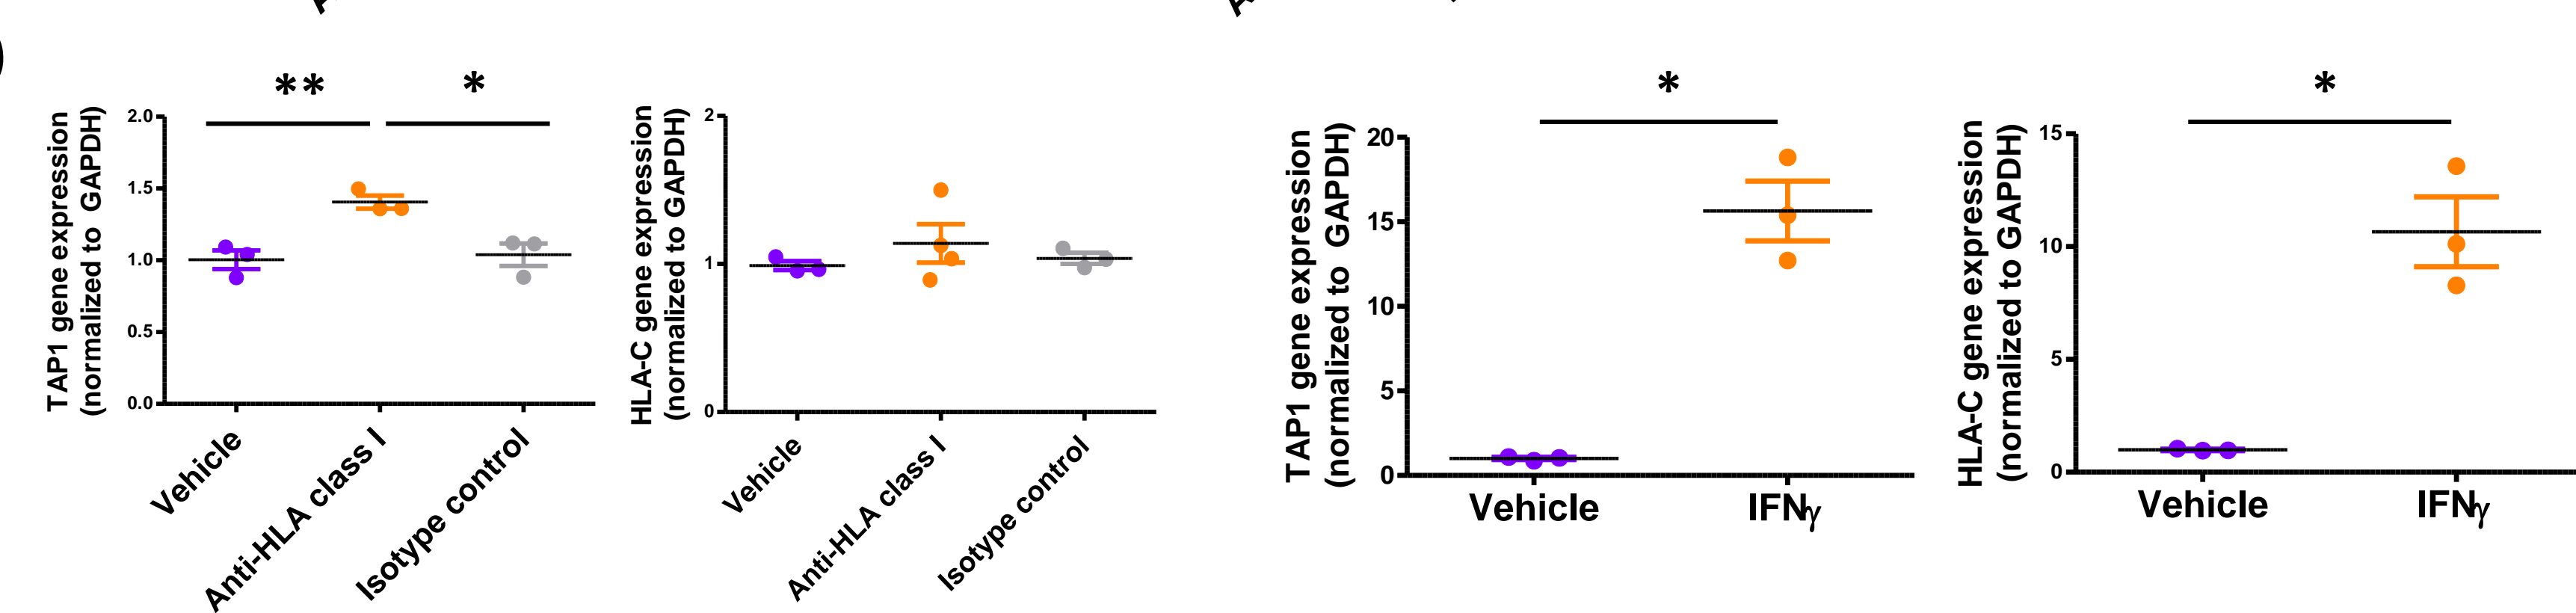 **
*
TAP1 gene expression
(normalized to GAPDH)
2.0
1.5
1.0
0.5
0.0
Vehicle
Anti-HLA class I
Isotype control
HLA-C gene expression
(normalized to GAPDH)
2
1
0
Vehicle
Anti-HLA class I
Isotype control
*
TAP1 gene expression
(normalized to GAPDH)
20
15
10
5
0
Vehicle
IFNγ
*
HLA-C gene expression
(normalized to GAPDH)
15
10
5
0
Vehicle
IFNγ